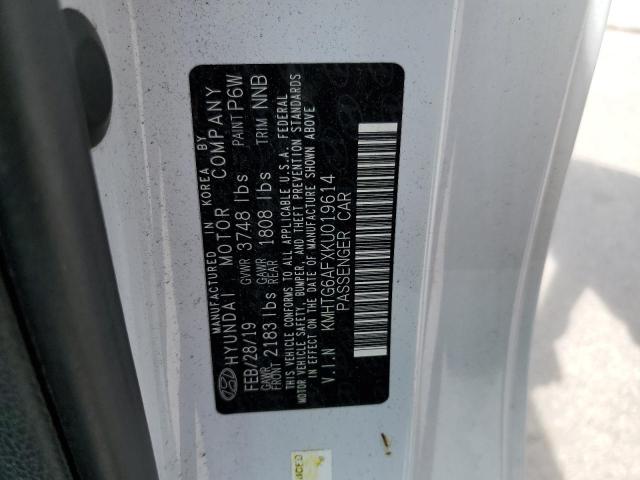 MANUFACTURED IN KOREA BY
HYUNDAI MOTOR COMPANY
FEB/28/19 GVWR 3748 lbs PAINT P6W
GAWR FRONT 2183 lbs GAWR REAR 1808 lbs TRIM NNB
THIS VEHICLE CONFORMS TO ALL APPLICABLE U.S.A. FEDERAL
MOTOR VEHICLE SAFETY, BUMPER, AND THEFT PREVENTION STANDARDS
IN EFFECT ON THE DATE OF MANUFACTURE SHOWN ABOVE
V.I.N KMHTG6AFXKU019614
PASSENGER CAR